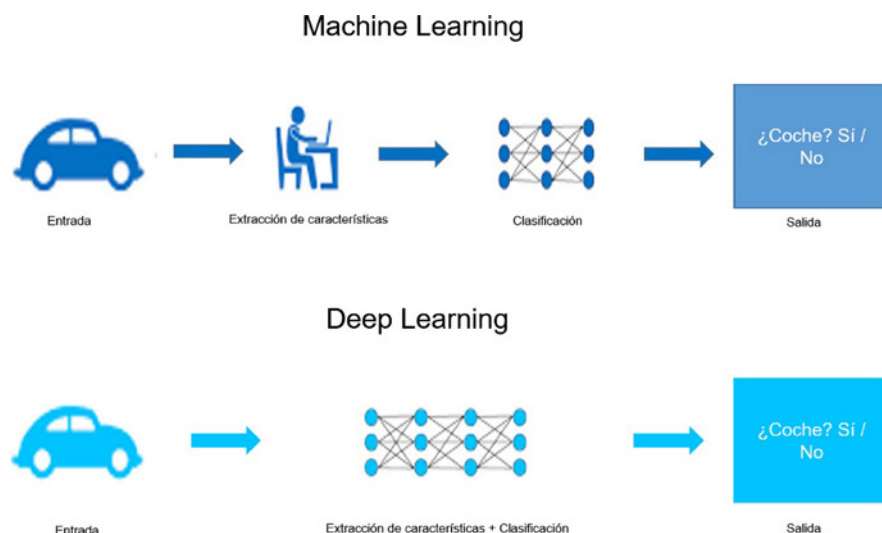 Machine Learning
¿Coche? Sí /
No
Entrada
Extracción de características
Clasificación
Salida
Deep Learning
¿Coche? Sí /
No
Entrada
Extracción de características + Clasificación
Salida